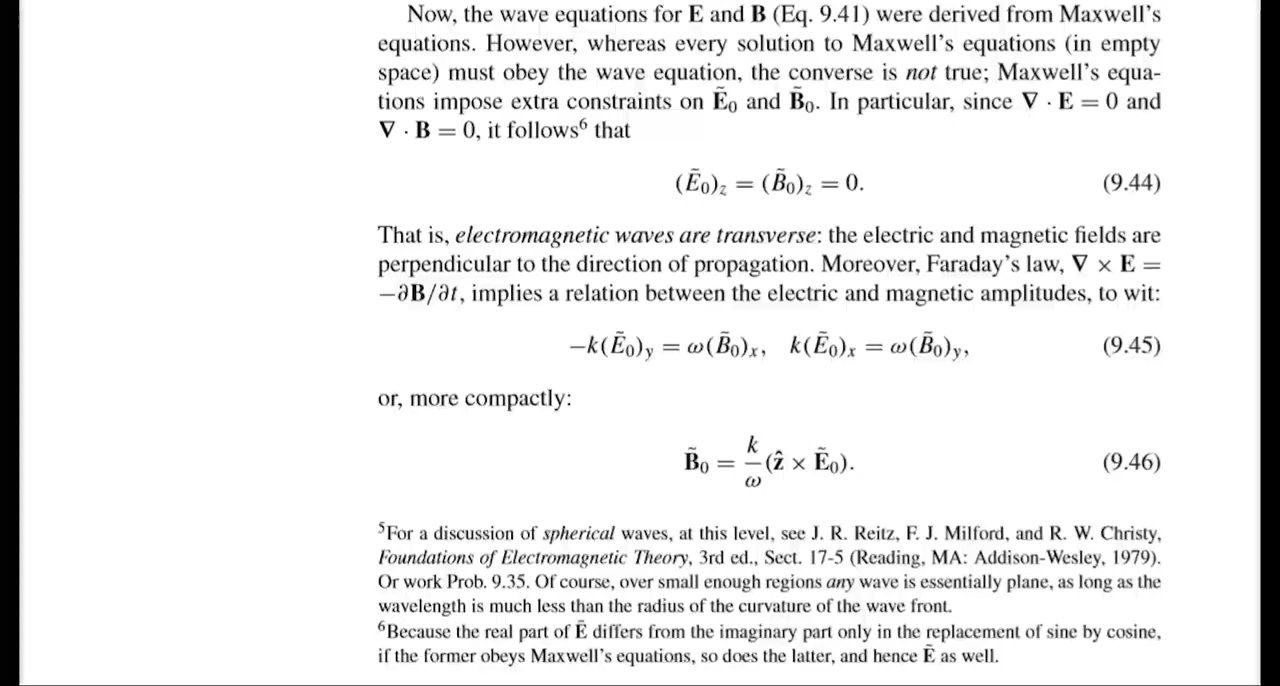 Now, the wave equations for E and B (Eq. 9.41) were derived from Maxwell's
equations. However, whereas every solution to Maxwell's equations (in empty
space) must obey the wave equation, the converse is not true; Maxwell's equa-
tions impose extra constraints on Ẽ₀ and B̃₀. In particular, since ∇ · E = 0 and
∇ · B = 0, it follows⁶ that
(Ẽ₀)z = (B̃₀)z = 0. (9.44)
That is, electromagnetic waves are transverse: the electric and magnetic fields are
perpendicular to the direction of propagation. Moreover, Faraday's law, ∇ × E =
−∂B/∂t, implies a relation between the electric and magnetic amplitudes, to wit:
−k(Ẽ₀)y = ω(B̃₀)x, k(Ẽ₀)x = ω(B̃₀)y, (9.45)
or, more compactly:
B̃₀ = k/ω (ẑ × Ẽ₀). (9.46)
⁵For a discussion of spherical waves, at this level, see J. R. Reitz, F. J. Milford, and R. W. Christy,
Foundations of Electromagnetic Theory, 3rd ed., Sect. 17-5 (Reading, MA: Addison-Wesley, 1979).
Or work Prob. 9.35. Of course, over small enough regions any wave is essentially plane, as long as the
wavelength is much less than the radius of the curvature of the wave front.
⁶Because the real part of Ẽ differs from the imaginary part only in the replacement of sine by cosine,
if the former obeys Maxwell's equations, so does the latter, and hence Ẽ as well.